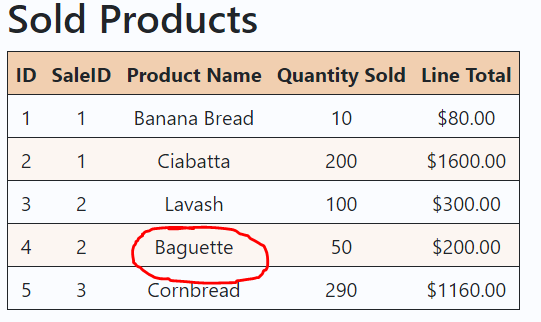 Sold Products
ID SaleID Product Name Quantity Sold Line Total
1 1 Banana Bread 10 $80.00
2 1 Ciabatta 200 $1600.00
3 2 Lavash 100 $300.00
4 2 Baguette 50 $200.00
5 3 Cornbread 290 $1160.00